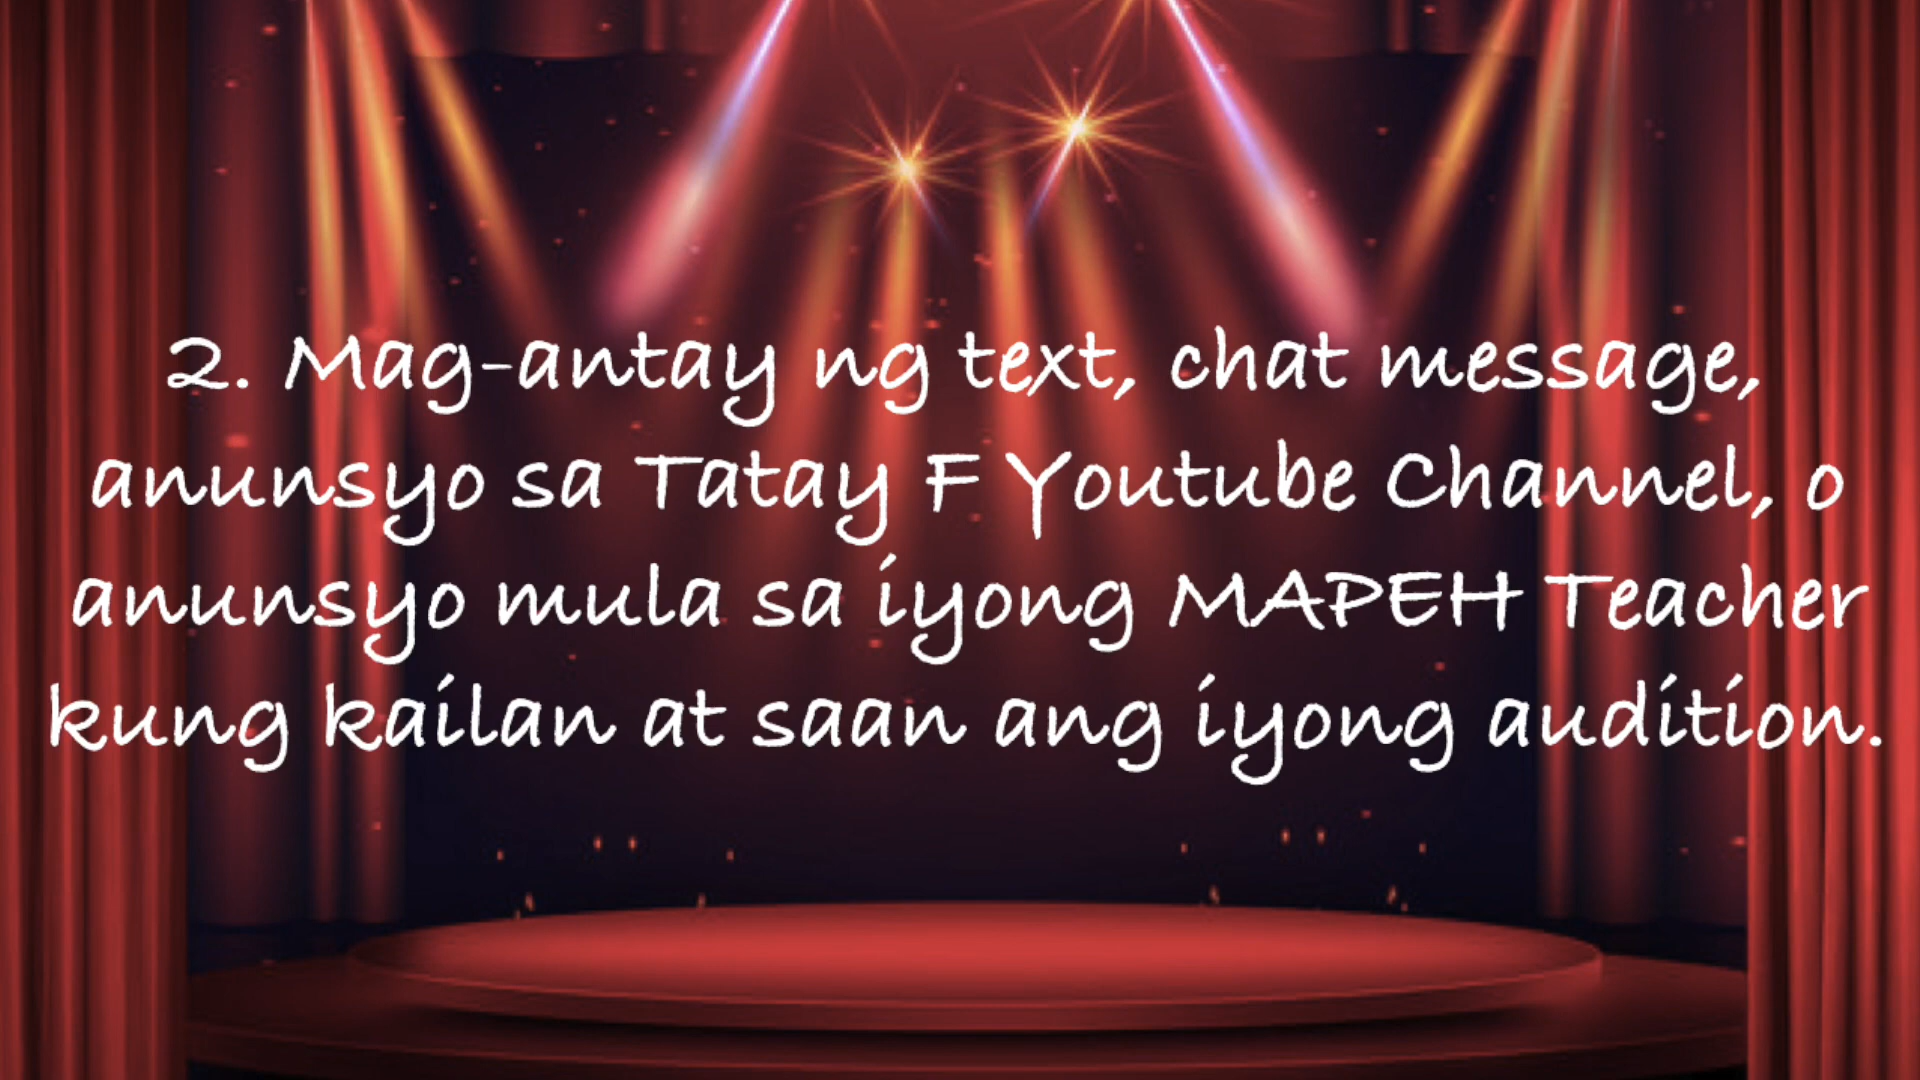 2. Mag-antay ng text, chat message,
anunsyo sa Tatay F Youtube Channel, o
anunsyo mula sa iyong MAPEH Teacher
kung kailan at saan ang iyong audition.